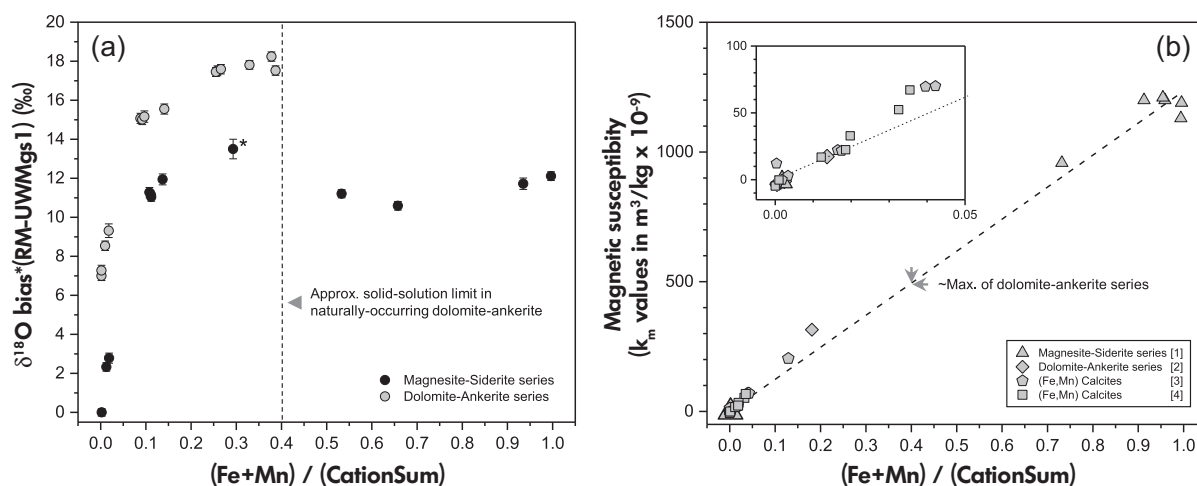 (a)
δ¹⁸O bias*(RM-UWMgs1) (‰)
20
18
16
14
12
10
8
6
4
2
0
*
Approx. solid-solution limit in
naturally-occurring dolomite-ankerite
Magnesite-Siderite series
Dolomite-Ankerite series
0.0 0.1 0.2 0.3 0.4 0.5 0.6 0.7 0.8 0.9 1.0
(Fe+Mn) / (CationSum)
(b)
Magnetic susceptibity
(kₘ values in m³/kg x 10⁻⁹)
1500
1000
500
0
100
50
0
0.00 0.05
~Max. of dolomite-ankerite series
Magnesite-Siderite series [1]
Dolomite-Ankerite series [2]
(Fe,Mn) Calcites [3]
(Fe,Mn) Calcites [4]
0.0 0.1 0.2 0.3 0.4 0.5 0.6 0.7 0.8 0.9 1.0
(Fe+Mn) / (CationSum)